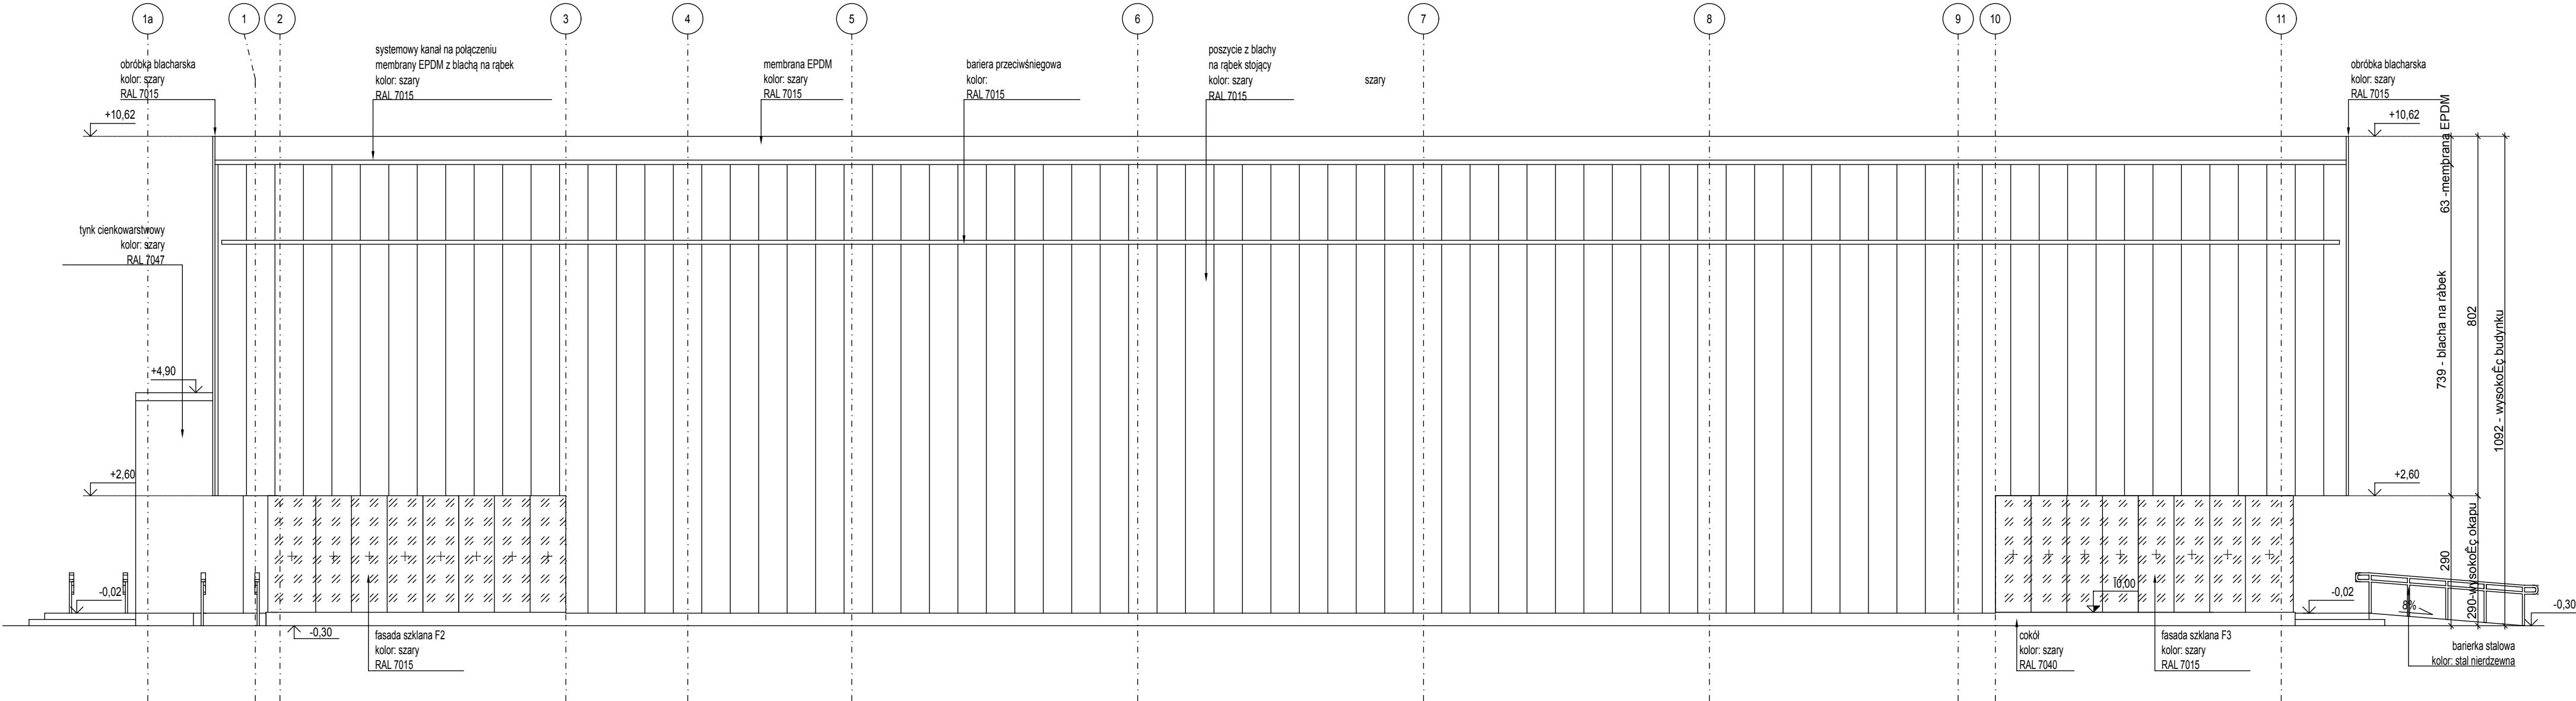 1a
1
2
3
4
5
6
7
8
9
10
11
obróbka blacharska
kolor: szary
RAL 7015
systemowy kanał na połączeniu
membrany EPDM z blachą na rąbek
kolor: szary
RAL 7015
membrana EPDM
kolor: szary
RAL 7015
bariera przeciwśniegowa
kolor:
RAL 7015
poszycie z blachy
na rąbek stojący
kolor: szary
RAL 7015
szary
obróbka blacharska
kolor: szary
RAL 7015
+10,62
+10,62
63 -membrana EPDM
tynk cienkowarstwowy
kolor: szary
RAL 7047
739 - blacha na ràbek
802
1092 - wysokoÊç budynku
+4,90
+2,60
+2,60
290
290-wysokoÊç okapu
-0,02
10,00
-0,02
8%
-0,30
-0,30
fasada szklana F2
kolor: szary
RAL 7015
cokół
kolor: szary
RAL 7040
fasada szklana F3
kolor: szary
RAL 7015
barierka stalowa
kolor: stal nierdzewna